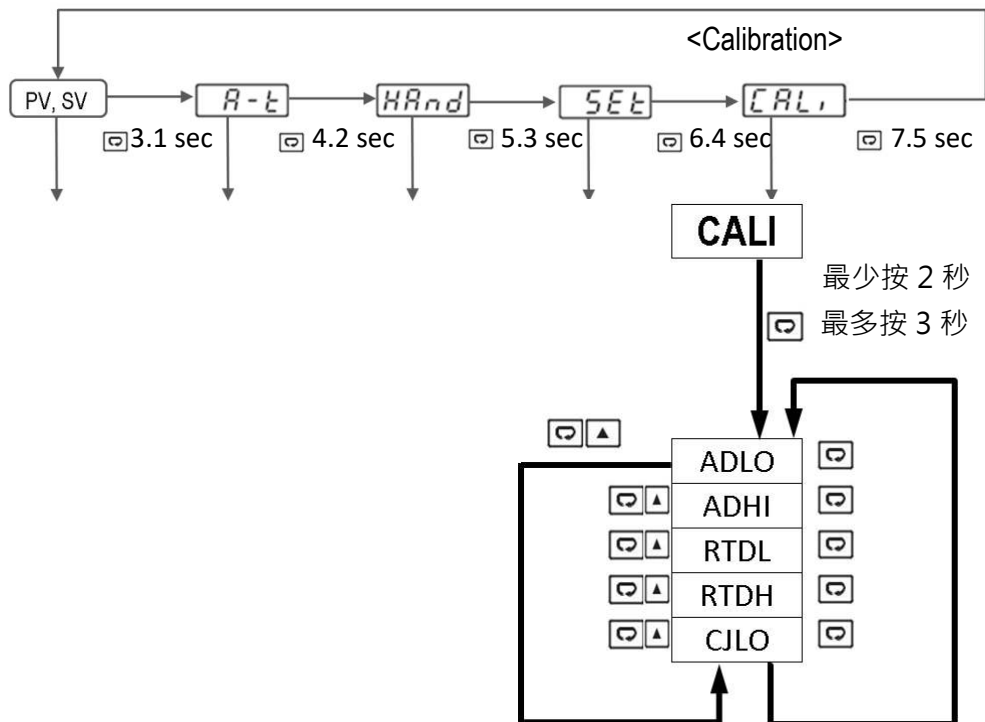 <Calibration>
PV, SV
A-t
HAnd
SEt
CALi
3.1 sec
4.2 sec
5.3 sec
6.4 sec
7.5 sec
CALI
最少按 2 秒
最多按 3 秒
ADLO
ADHI
RTDL
RTDH
CJLO